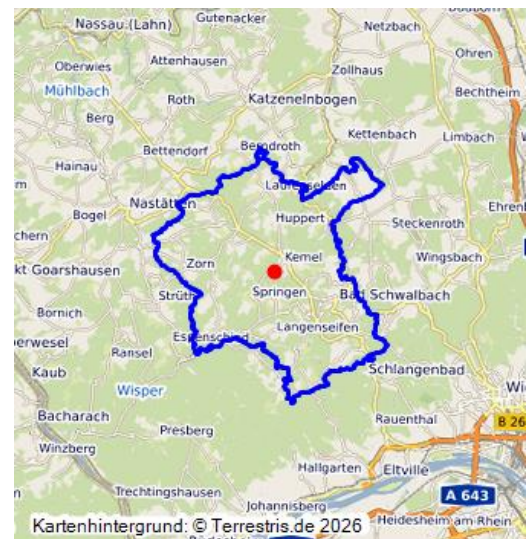 Nassau (Lahn)
Gutenacker
Netzbach
Oberwies
Attenhausen
Zollhaus
Ohren
Mühlbach
Roth
Katzenelnbogen
Bechtheim
Berg
Kettenbach
Limbach
Bettendorf
Berndroth
Hainau
Laufenselden
Nastätten
Bogel
Huppert
Steckenroth
Ehren
chern
kt Goarshausen
Zorn
Kemel
Wingsbach
Strüth
Springen
Bad Schwalbach
Bornich
Langenseifen
erwesel
Ransel
Espenschied
Kaub
Schlangenbad
Wisper
Wie
Bacharach
Rauenthal
B 26
Presberg
Winzberg
Hallgarten
Eltville
Trechtingshausen
A 643
Johannisberg
Heidesheim am Rhein
Kartenhintergrund: © Terrestris.de 2026